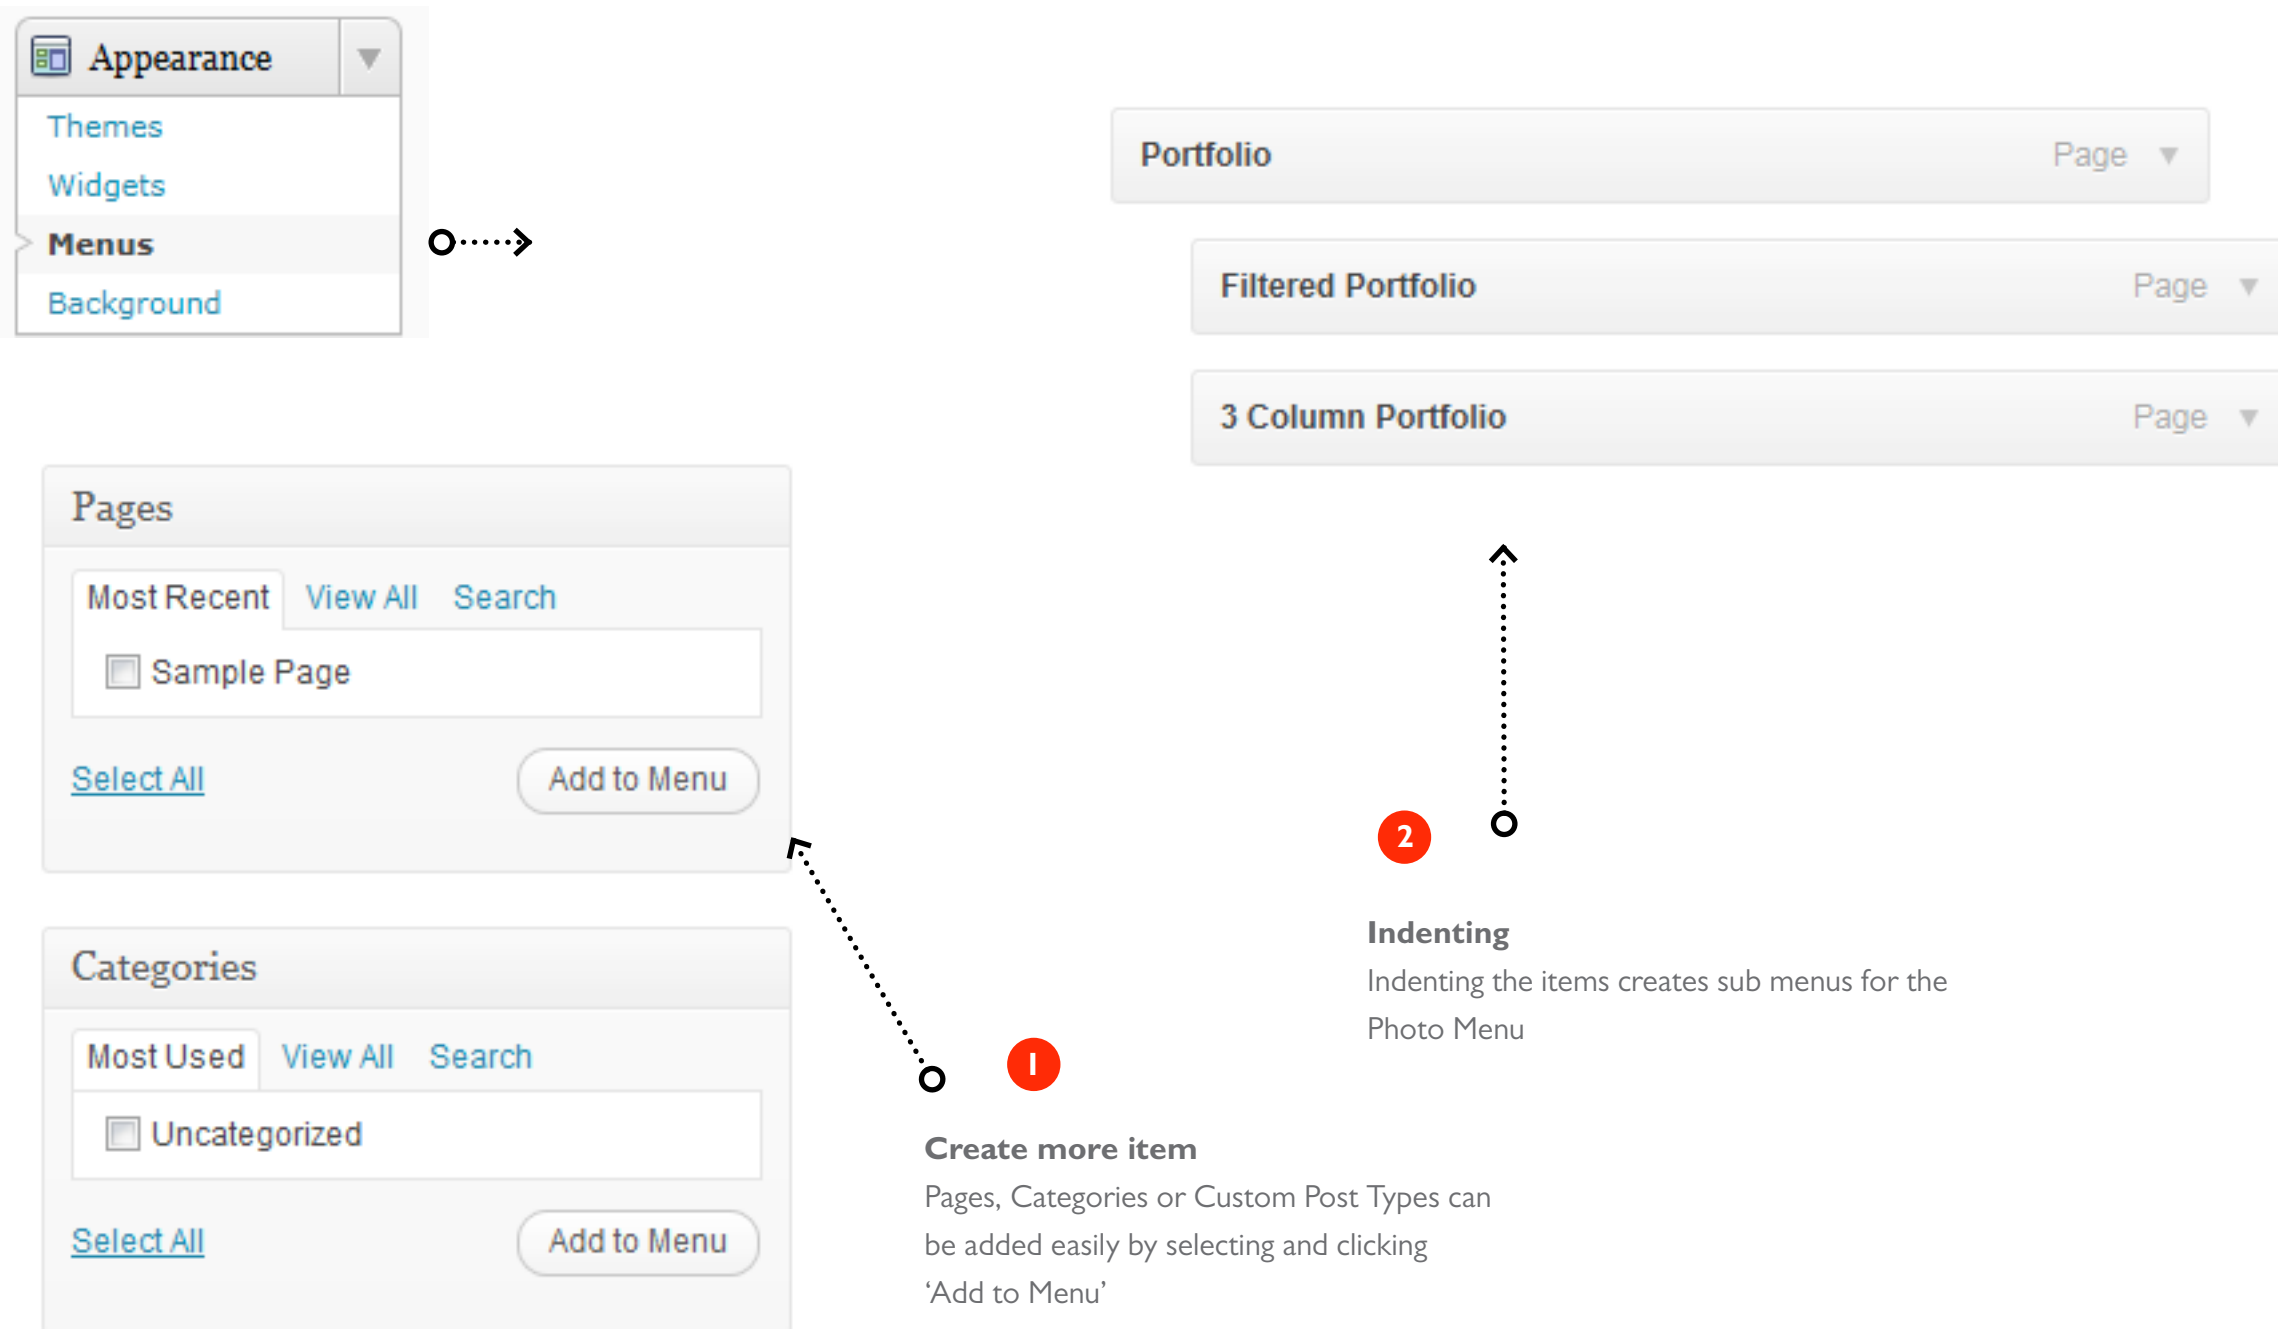 Appearance
Themes
Widgets
Menus
Background
Portfolio Page
Filtered Portfolio Page
3 Column Portfolio Page
Pages
Most Recent View All Search
Sample Page
Select All Add to Menu
Categories
Most Used View All Search
Uncategorized
Select All Add to Menu
1
Create more item
Pages, Categories or Custom Post Types can
be added easily by selecting and clicking
‘Add to Menu’
2
Indenting
Indenting the items creates sub menus for the
Photo Menu